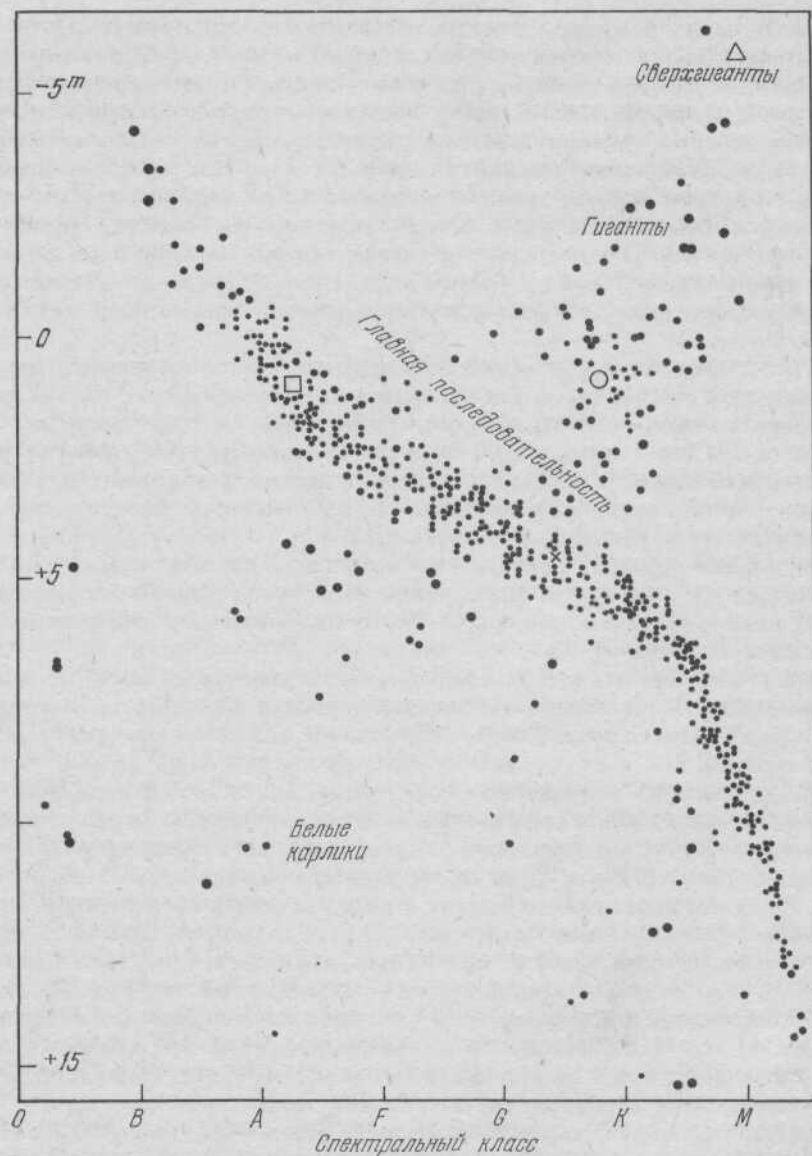 -5ᵐ
Сверхгиганты
Гиганты
0
Главная
последовательность
+5
Белые
карлики
+15
O B A F G K M
Спектральный класс